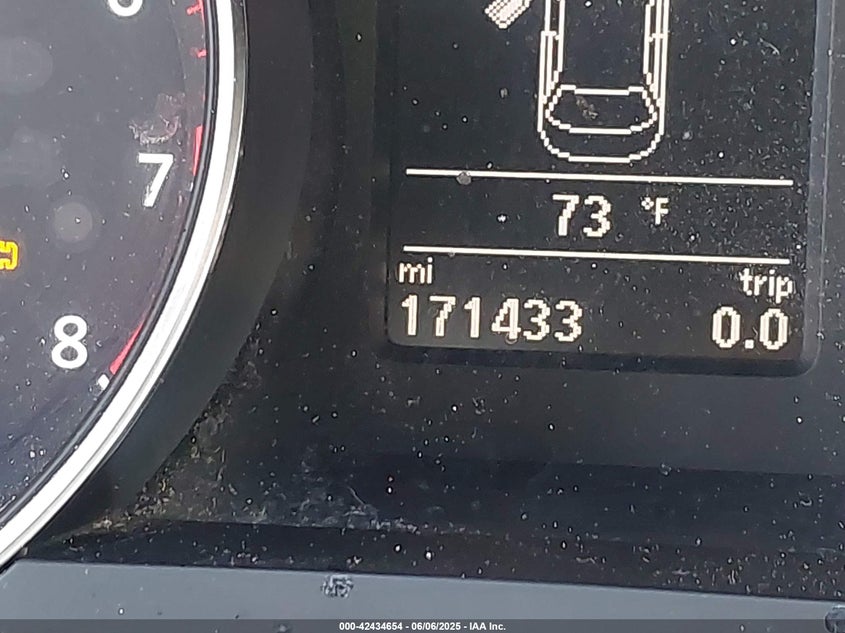 7
8
73 °F
mi trip
171433 0.0
000-42434654 - 06/06/2025 - IAA Inc.